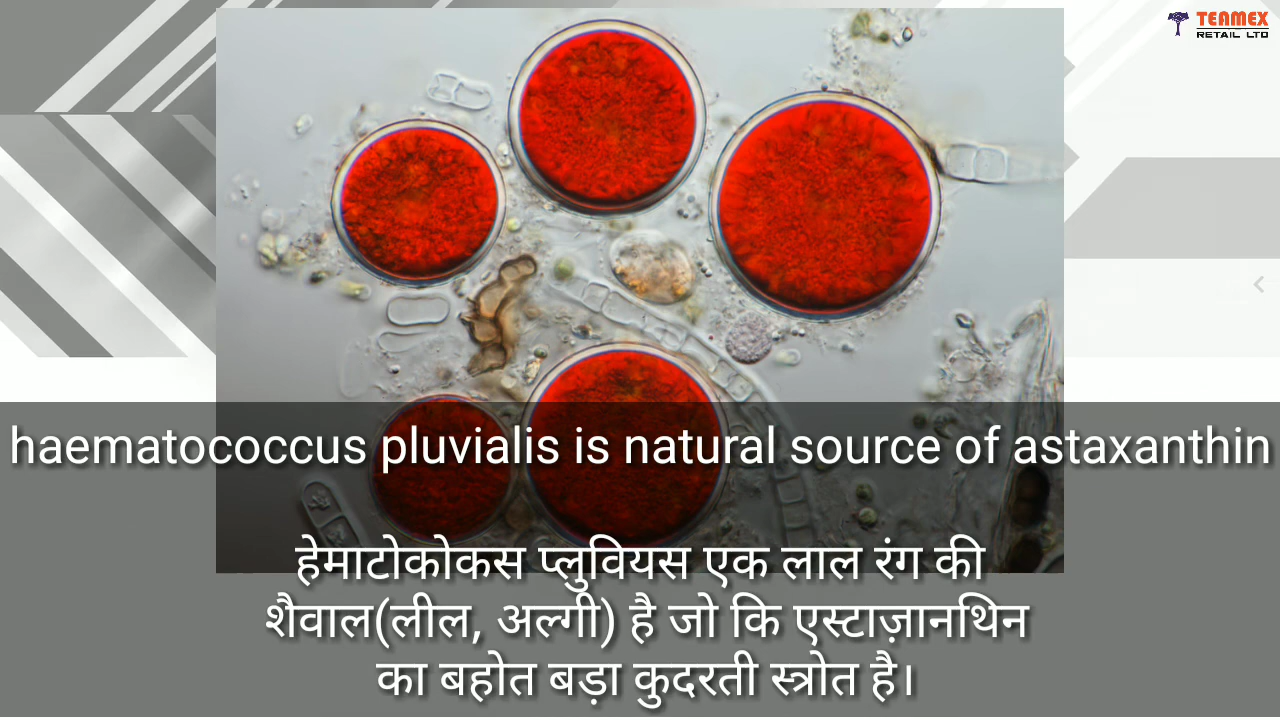 TEAMEX
RETAIL LTD
haematococcus pluvialis is natural source of astaxanthin
हेमाटोकोकस प्लुवियस एक लाल रंग की
शैवाल(लील, अल्गी) है जो कि एस्टाज़ानथिन
का बहोत बड़ा कुदरती स्त्रोत है।